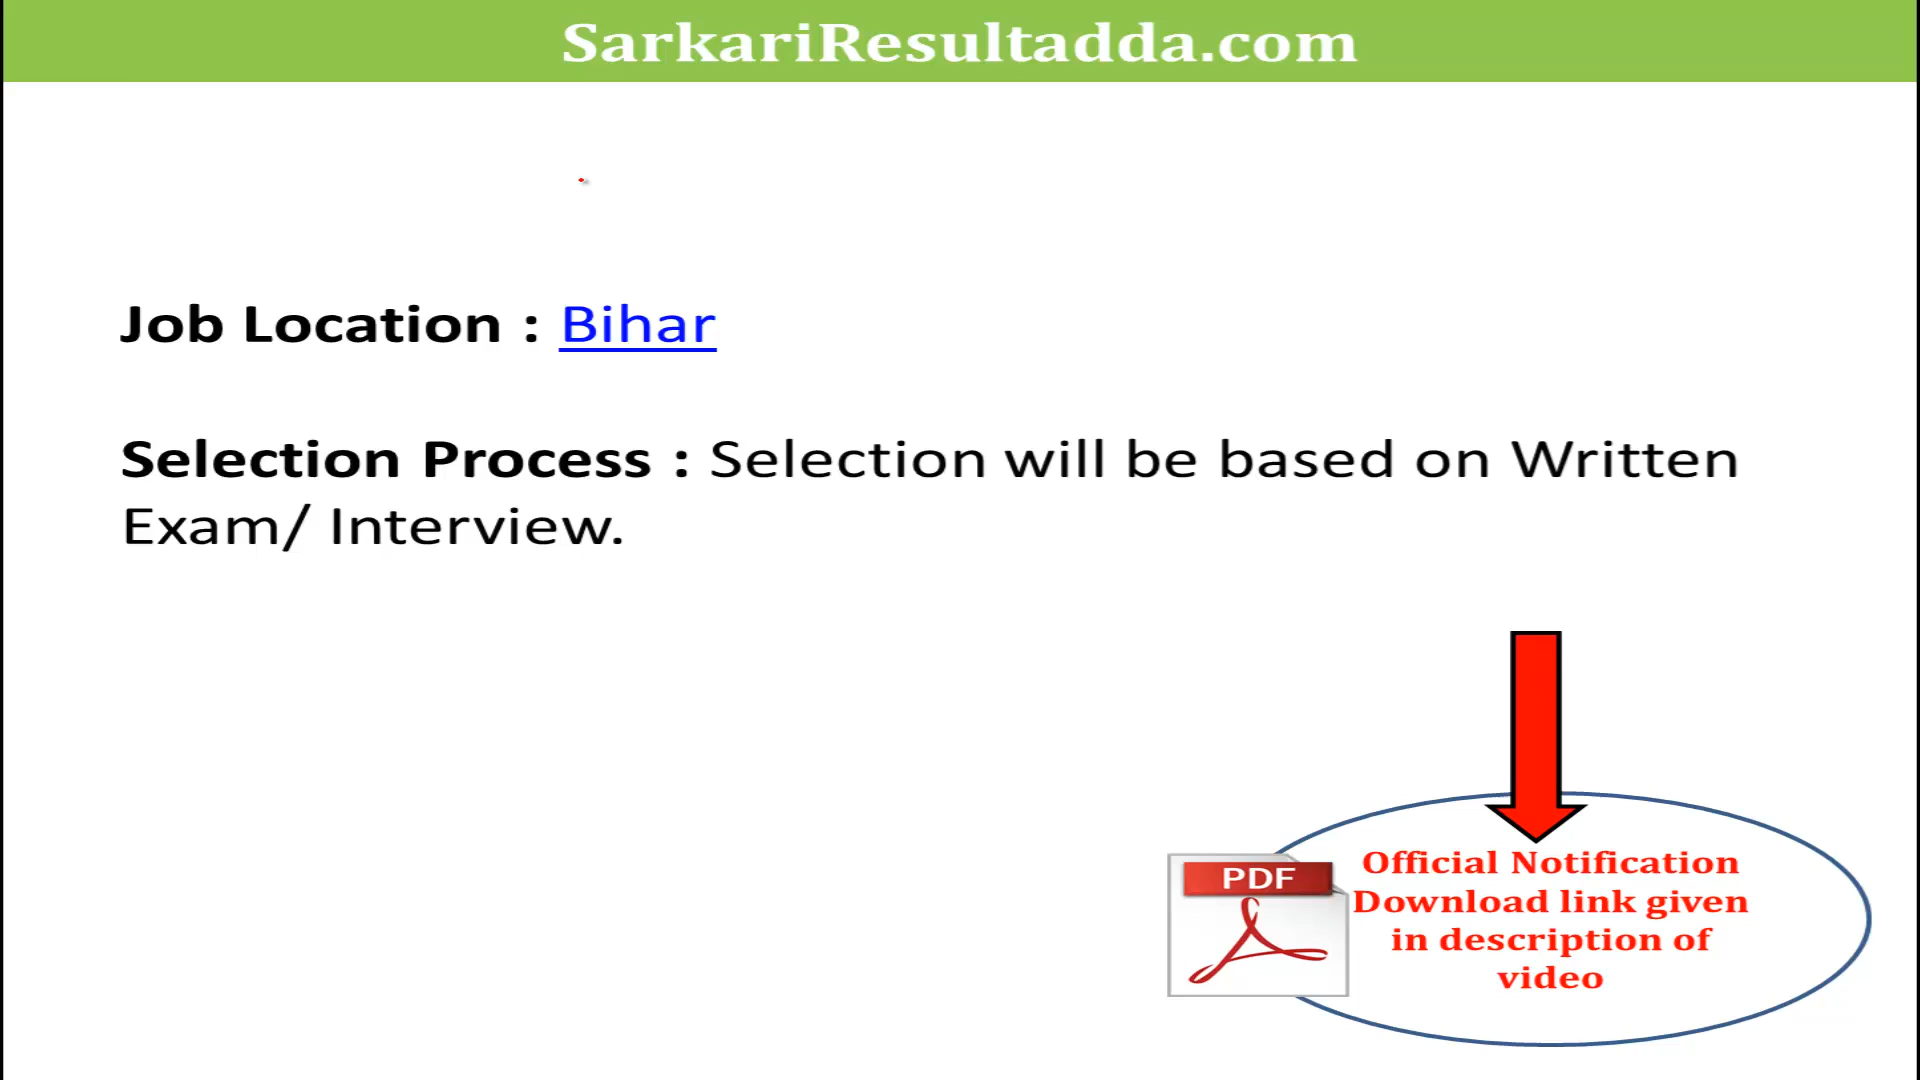 SarkariResultadda.com
Job Location : Bihar
Selection Process : Selection will be based on Written
Exam/ Interview.
PDF
Official Notification
Download link given
in description of
video